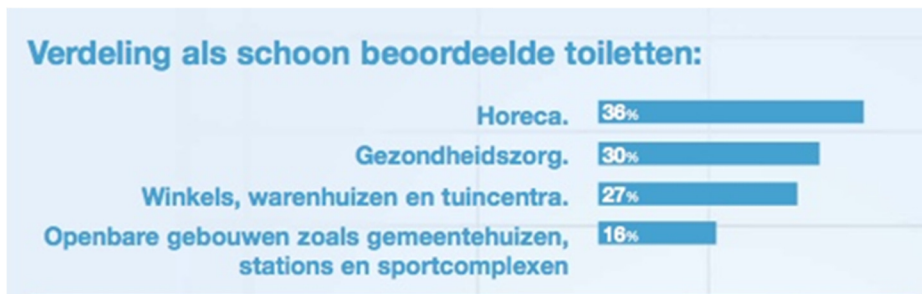 Verdeling als schoon beoordeelde toiletten:
Horeca. 36%
Gezondheidszorg. 30%
Winkels, warenhuizen en tuincentra. 27%
Openbare gebouwen zoals gemeentehuizen, 16%
stations en sportcomplexen